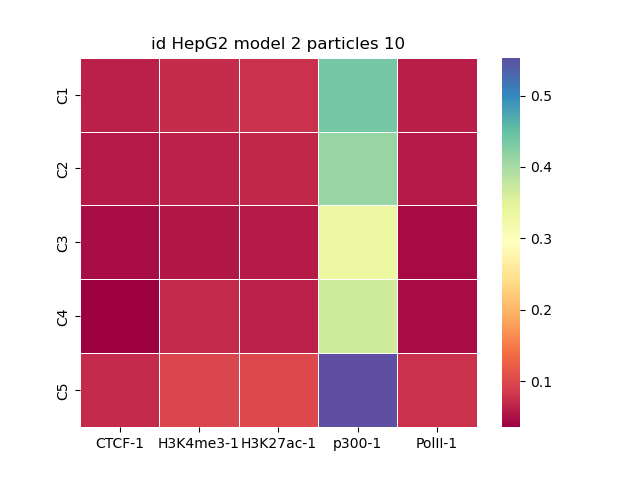 id HepG2 model 2 particles 10
C1
C2
C3
C4
C5
CTCF-1 H3K4me3-1 H3K27ac-1 p300-1 PolII-1
0.5
0.4
0.3
0.2
0.1